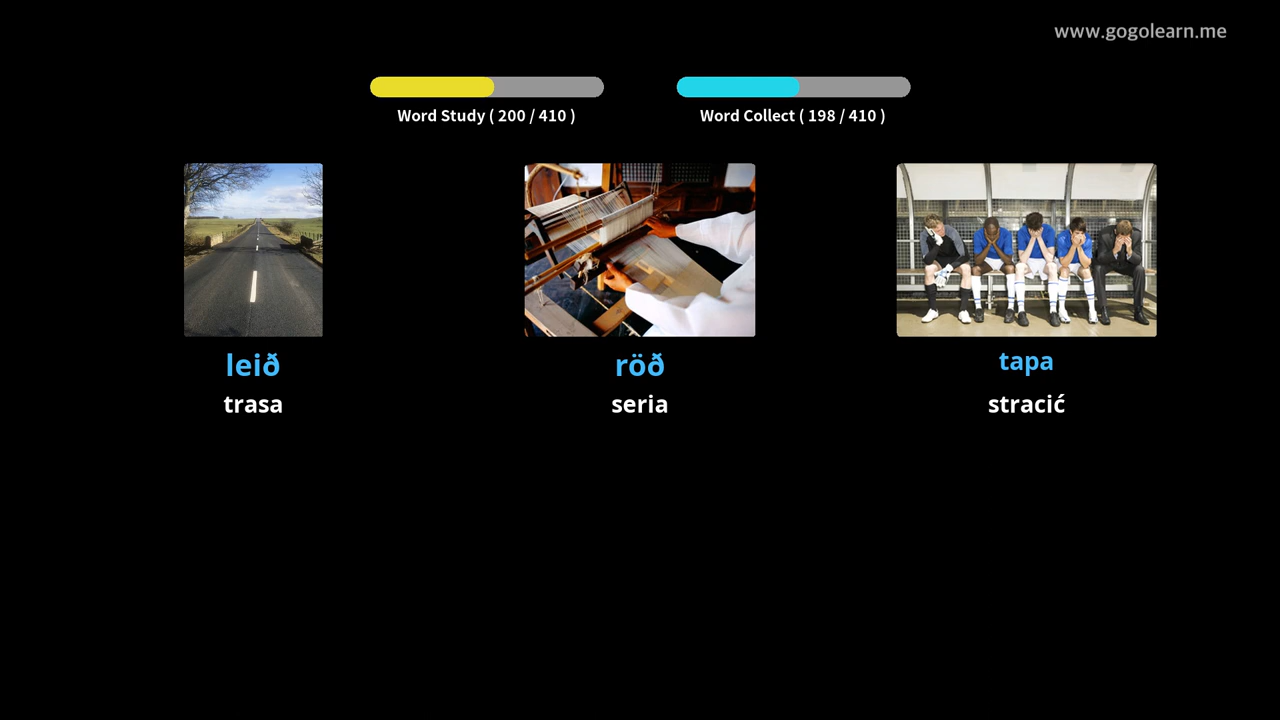 www.gogolearn.me
Word Study ( 200 / 410 )
Word Collect ( 198 / 410 )
leið
röð
tapa
trasa
seria
stracić